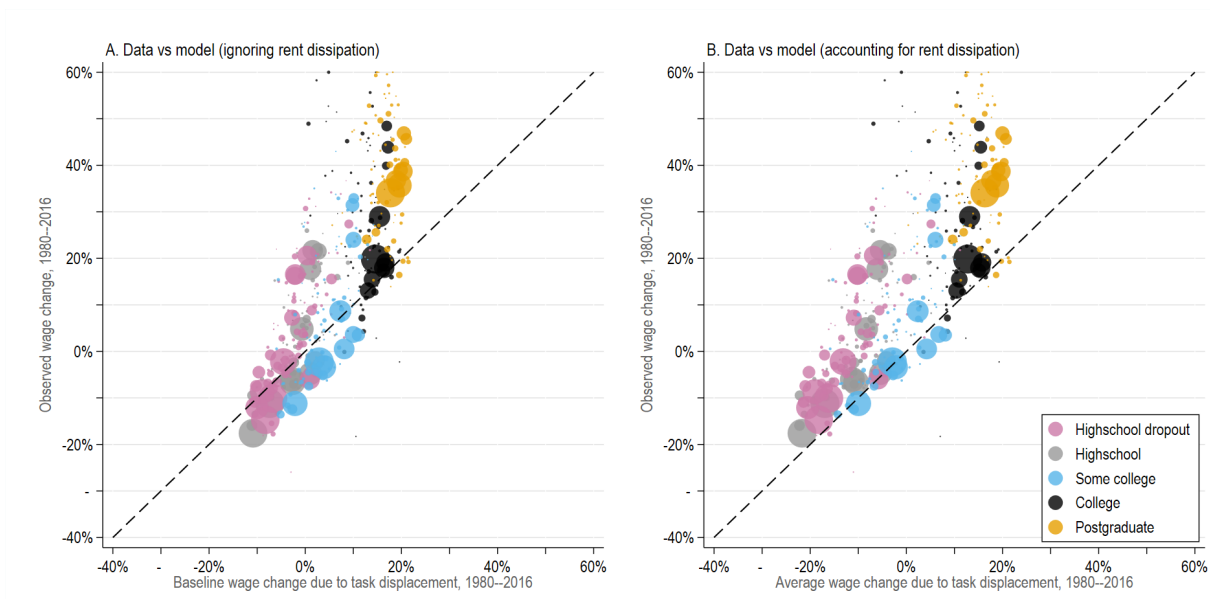 A. Data vs model (ignoring rent dissipation)
60%
40%
20%
0%
-20%
-
-40%
Observed wage change, 1980--2016
-40% - -20% 0% 20% 40% 60%
Baseline wage change due to task displacement, 1980--2016
B. Data vs model (accounting for rent dissipation)
60%
40%
20%
0%
-20%
-
-40%
Observed wage change, 1980--2016
-40% - -20% 0% 20% 40% 60%
Average wage change due to task displacement, 1980--2016
Highschool dropout
Highschool
Some college
College
Postgraduate